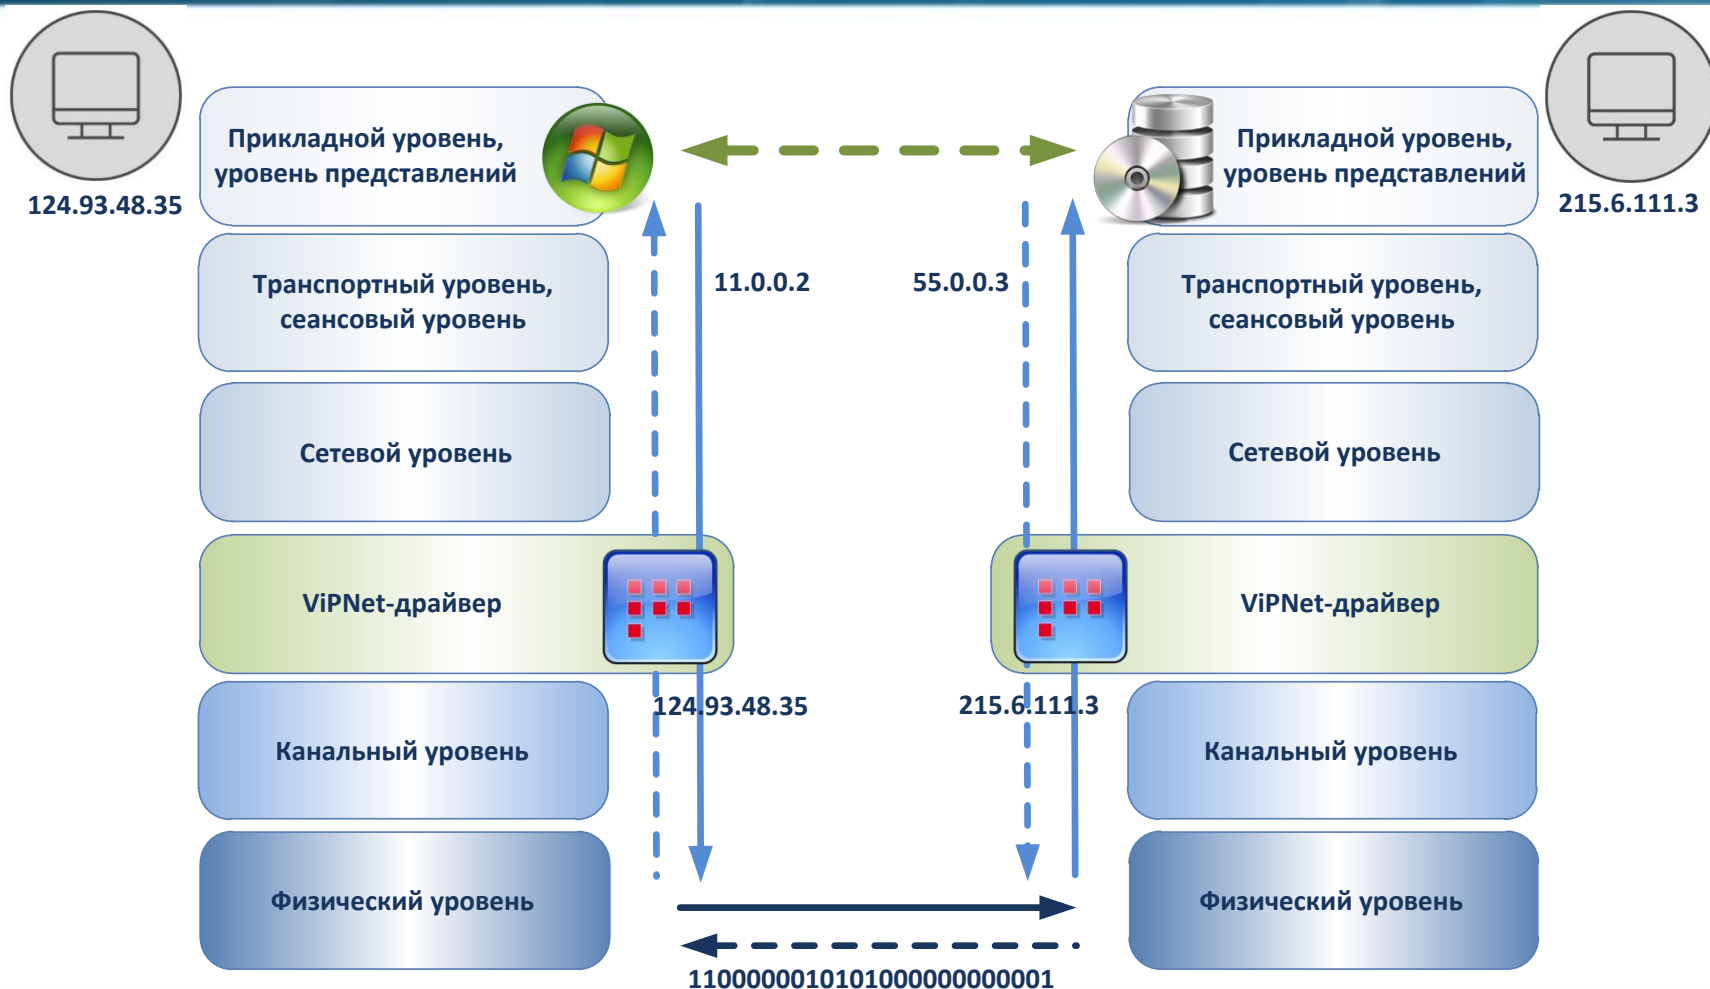 124.93.48.35
Прикладной уровень,
уровень представлений
Прикладной уровень,
уровень представлений
215.6.111.3
Транспортный уровень,
сеансовый уровень
11.0.0.2
55.0.0.3
Транспортный уровень,
сеансовый уровень
Сетевой уровень
Сетевой уровень
ViPNet-драйвер
ViPNet-драйвер
124.93.48.35
215.6.111.3
Канальный уровень
Канальный уровень
Физический уровень
Физический уровень
1100000010101000000000001